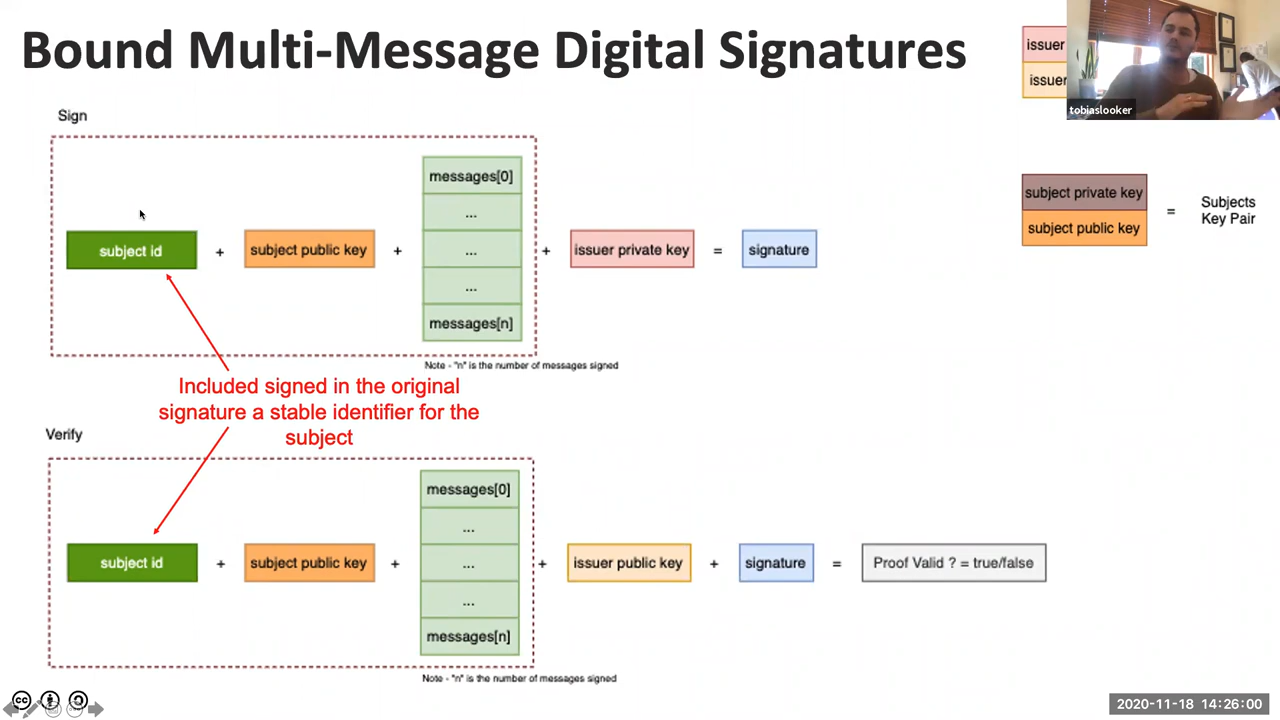 Bound Multi-Message Digital Signatures
issuer
issuer
tobiaslooker
Sign
messages[0]
...
subject id + subject public key + ... + issuer private key = signature
...
messages[n]
Note - "n" is the number of messages signed
subject private key
subject public key
=
Subjects
Key Pair
Included signed in the original
signature a stable identifier for the
subject
Verify
messages[0]
...
subject id + subject public key + ... + issuer public key + signature = Proof Valid ? = true/false
...
messages[n]
Note - "n" is the number of messages signed
cc
2020-11-18 14:26:00